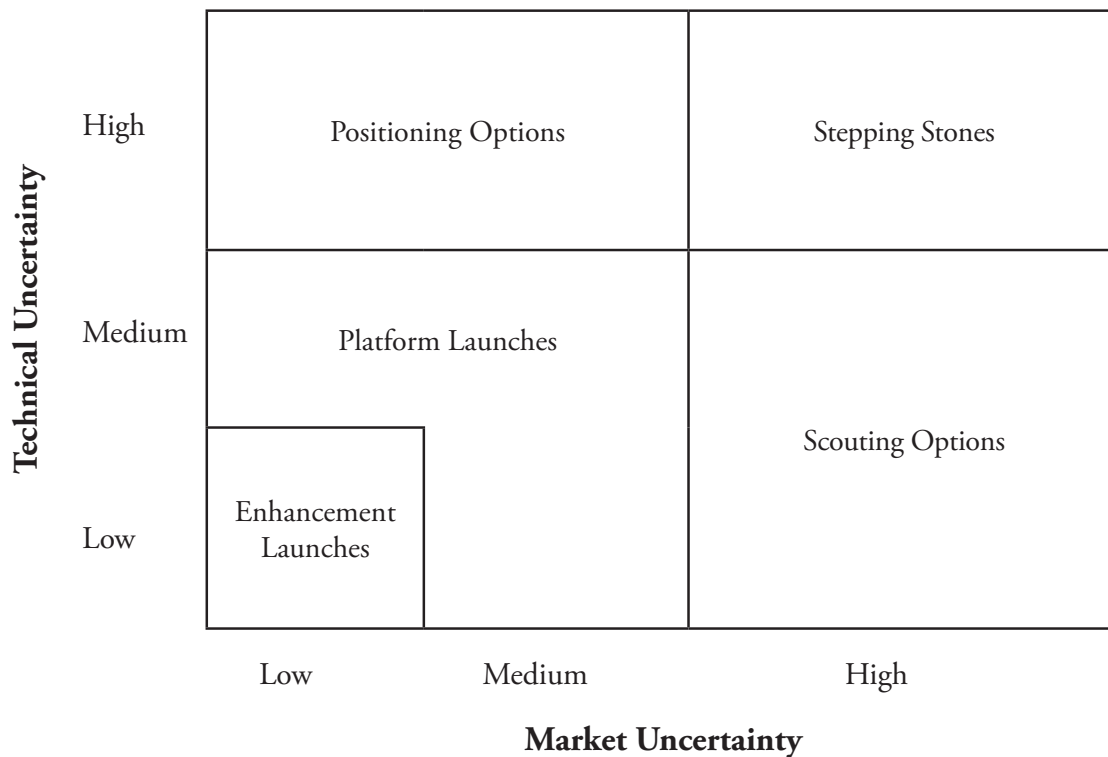 High
Positioning Options
Stepping Stones
Technical Uncertainty
Medium
Platform Launches
Scouting Options
Enhancement
Launches
Low
Low
Medium
High
Market Uncertainty